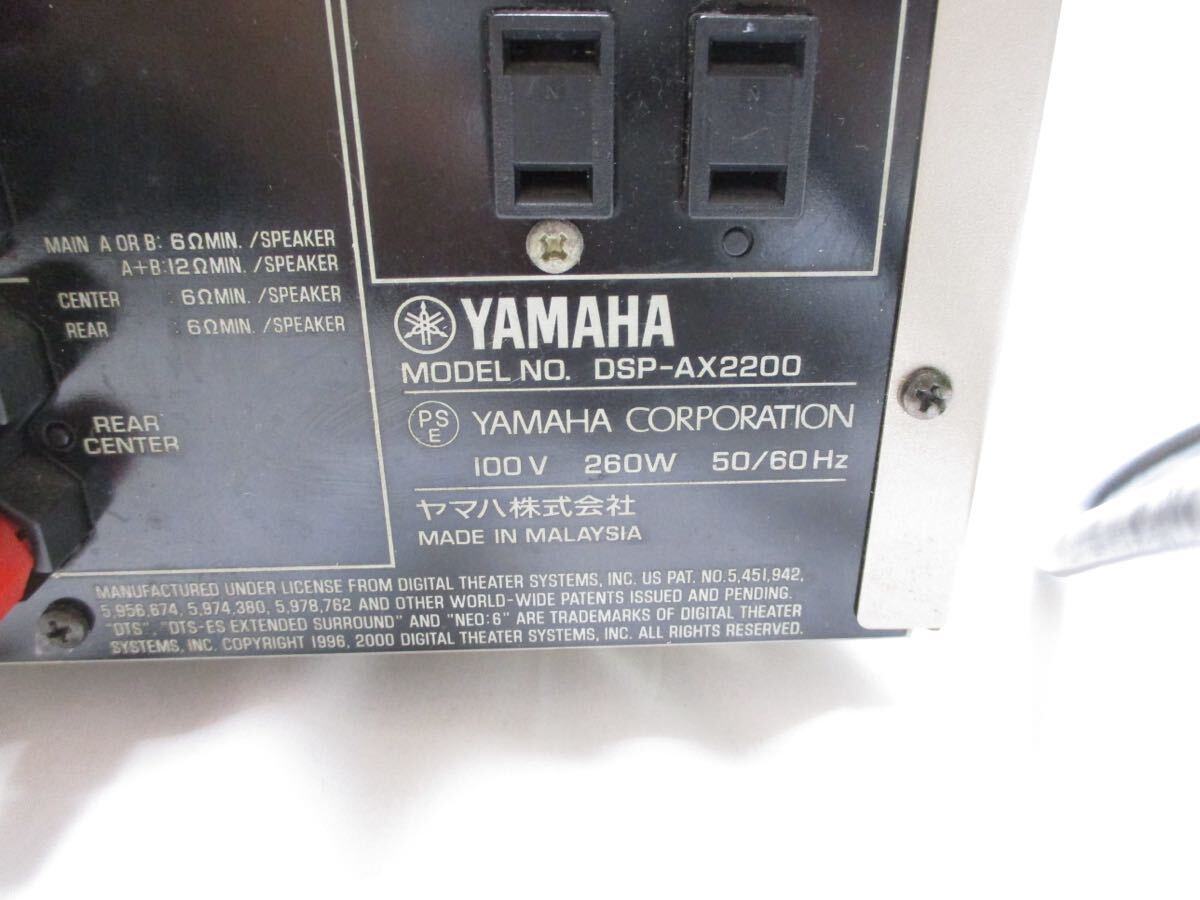 MAIN A OR B: 6ΩMIN. /SPEAKER
A+B:12ΩMIN. /SPEAKER
CENTER : 6ΩMIN. /SPEAKER
REAR : 6ΩMIN. /SPEAKER
REAR
CENTER
YAMAHA
MODEL NO. DSP-AX2200
PS
E
YAMAHA CORPORATION
100 V 260W 50/60 Hz
ヤマハ株式会社
MADE IN MALAYSIA
MANUFACTURED UNDER LICENSE FROM DIGITAL THEATER SYSTEMS, INC. US PAT. NO.5,451,942,
5,956,674, 5,974,380, 5,978,762 AND OTHER WORLD-WIDE PATENTS ISSUED AND PENDING.
"DTS", "DTS-ES EXTENDED SURROUND" AND "NEO:6" ARE TRADEMARKS OF DIGITAL THEATER
SYSTEMS, INC. COPYRIGHT 1996, 2000 DIGITAL THEATER SYSTEMS, INC. ALL RIGHTS RESERVED.